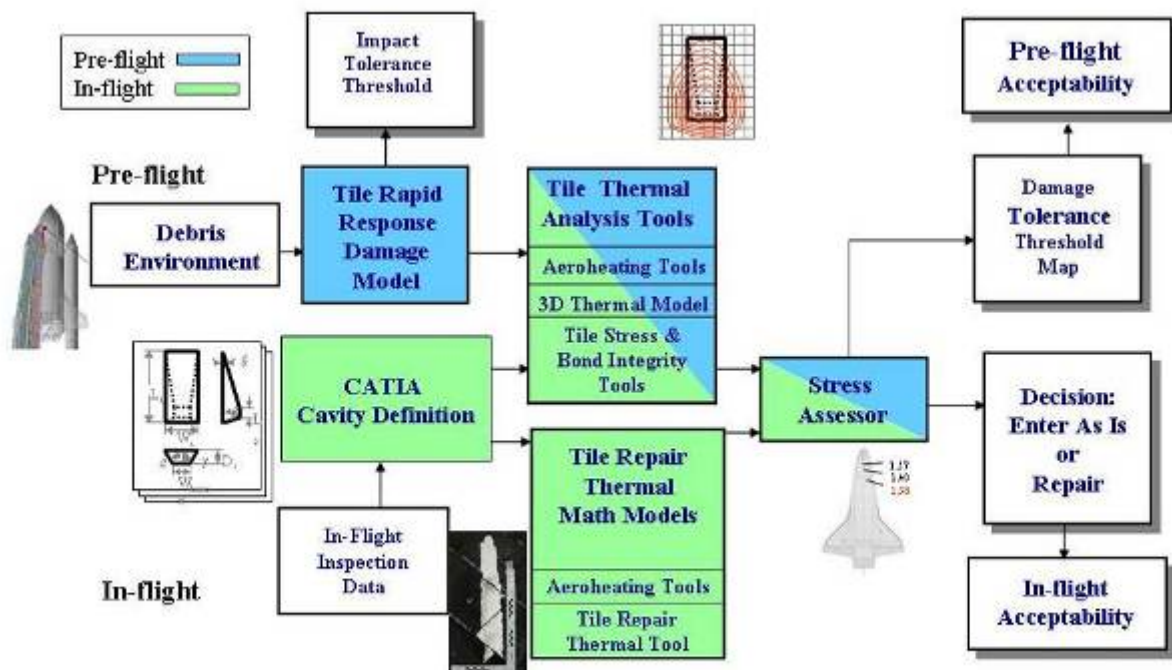 Pre-flight
In-flight
Impact
Tolerance
Threshold
Pre-flight
Acceptability
Pre-flight
Debris
Environment
Tile Rapid
Response
Damage
Model
Tile Thermal
Analysis Tools
Aeroheating Tools
3D Thermal Model
Tile Stress &
Bond Integrity
Tools
Damage
Tolerance
Threshold
Map
CATIA
Cavity Definition
Stress
Assessor
Decision:
Enter As Is
or
Repair
Tile Repair
Thermal
Math Models
Aeroheating Tools
Tile Repair
Thermal Tool
In-Flight
Inspection
Data
In-flight
In-flight
Acceptability